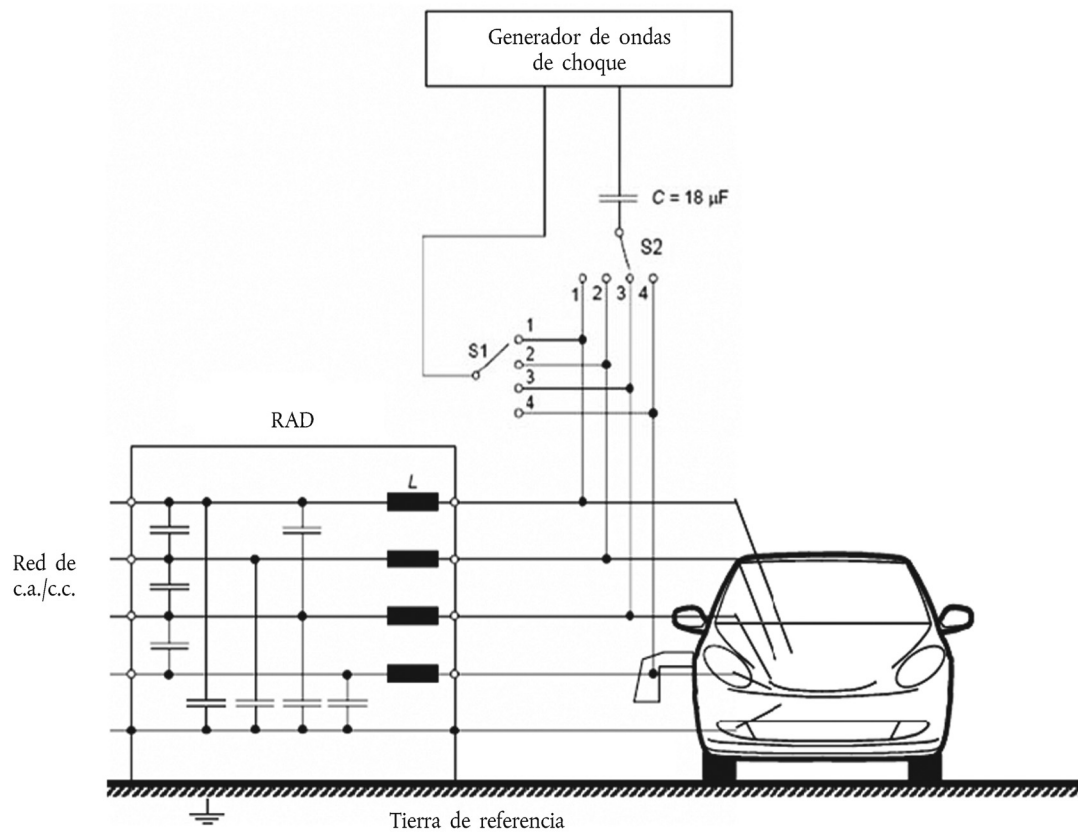 Generador de ondas
de choque
C = 18 µF
S2
1
2
3
4
S1
1
2
3
4
RAD
L
Red de
c.a./c.c.
Tierra de referencia